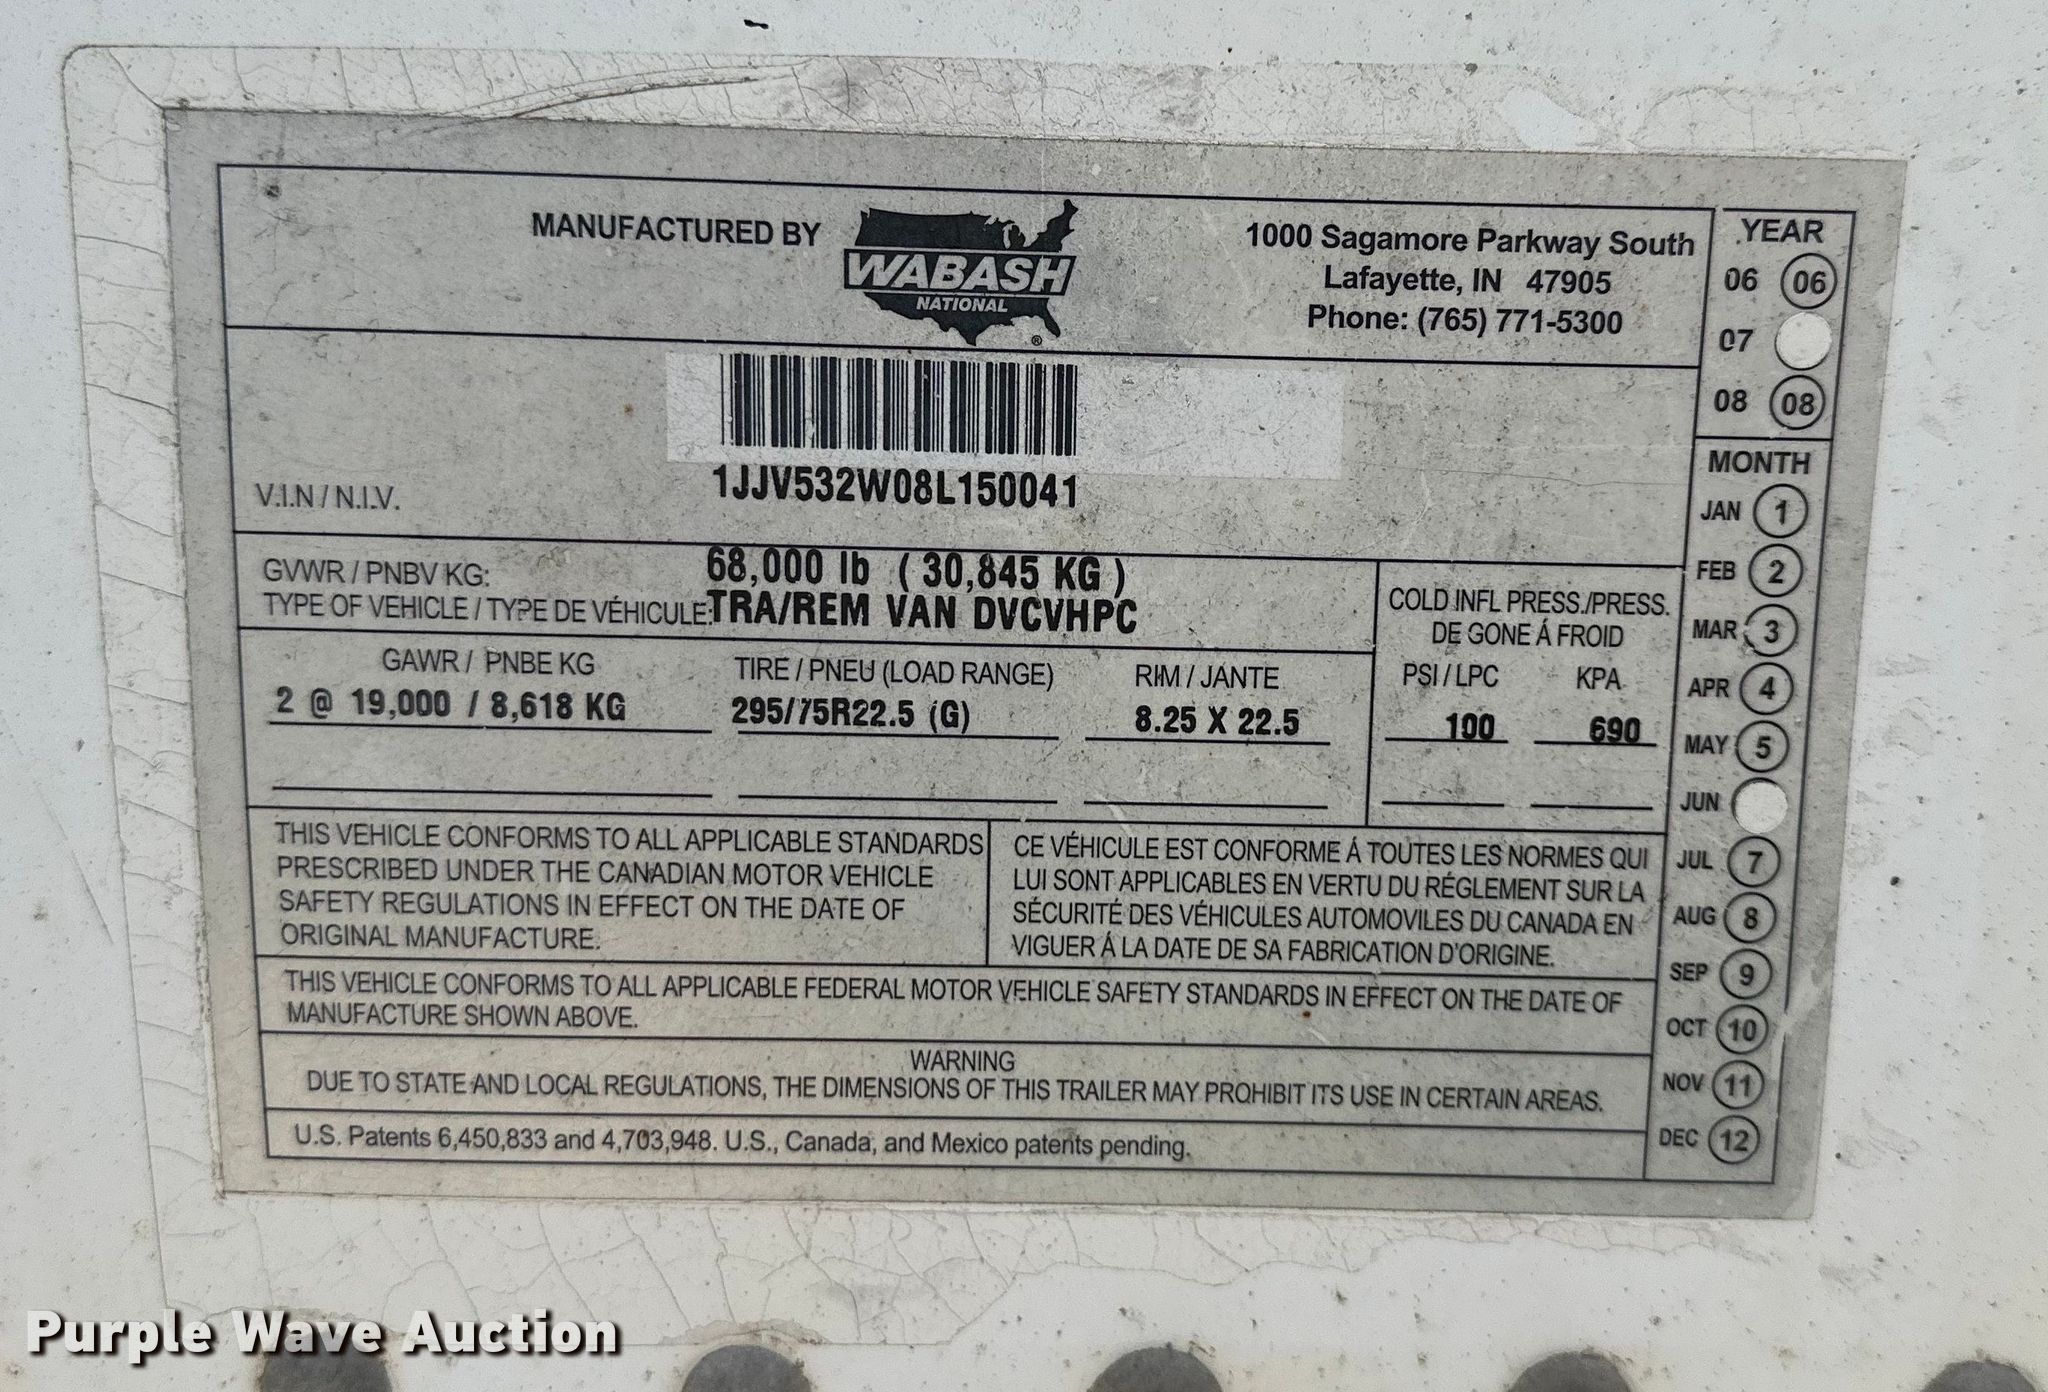 MANUFACTURED BY
WABASH
NATIONAL
®
1000 Sagamore Parkway South
Lafayette, IN 47905
Phone: (765) 771-5300
YEAR
06 06
07
08 08
V.I.N / N.I.V.
1JJV532W08L150041
GVWR / PNBV KG: 68,000 lb ( 30,845 KG )
TYPE OF VEHICLE / TYPE DE VÉHICULE: TRA/REM VAN DVCVHPC
COLD INFL PRESS./PRESS.
DE GONE Á FROID
GAWR / PNBE KG TIRE / PNEU (LOAD RANGE) RIM / JANTE PSI / LPC KPA
2 @ 19,000 / 8,618 KG 295/75R22.5 (G) 8.25 X 22.5 100 690
MONTH
JAN 1
FEB 2
MAR 3
APR 4
MAY 5
JUN
JUL 7
AUG 8
SEP 9
OCT 10
NOV 11
DEC 12
THIS VEHICLE CONFORMS TO ALL APPLICABLE STANDARDS
PRESCRIBED UNDER THE CANADIAN MOTOR VEHICLE
SAFETY REGULATIONS IN EFFECT ON THE DATE OF
ORIGINAL MANUFACTURE.
CE VÉHICULE EST CONFORME Á TOUTES LES NORMES QUI
LUI SONT APPLICABLES EN VERTU DU RÉGLEMENT SUR LA
SÉCURITÉ DES VÉHICULES AUTOMOVILES DU CANADA EN
VIGUER Á LA DATE DE SA FABRICATION D'ORIGINE.
THIS VEHICLE CONFORMS TO ALL APPLICABLE FEDERAL MOTOR VEHICLE SAFETY STANDARDS IN EFFECT ON THE DATE OF
MANUFACTURE SHOWN ABOVE.
WARNING
DUE TO STATE AND LOCAL REGULATIONS, THE DIMENSIONS OF THIS TRAILER MAY PROHIBIT ITS USE IN CERTAIN AREAS.
U.S. Patents 6,450,833 and 4,703,948. U.S., Canada, and Mexico patents pending.
Purple Wave Auction